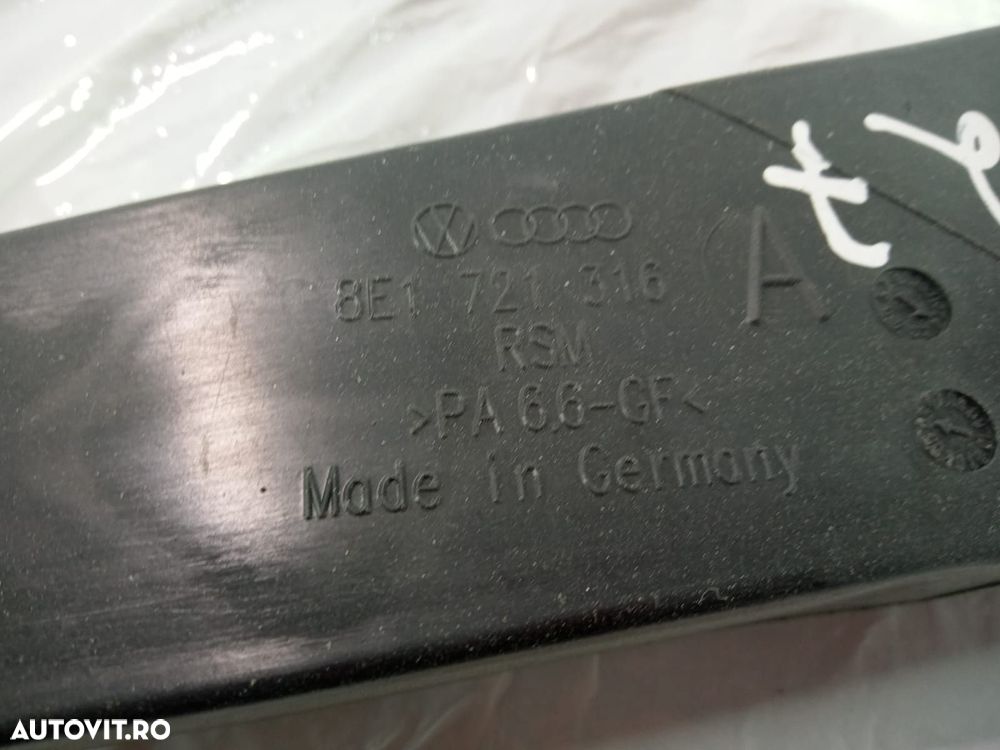 8E1 721 316
A
RSM
>PA 6.6-GF<
Made in Germany
AUTOVIT.RO